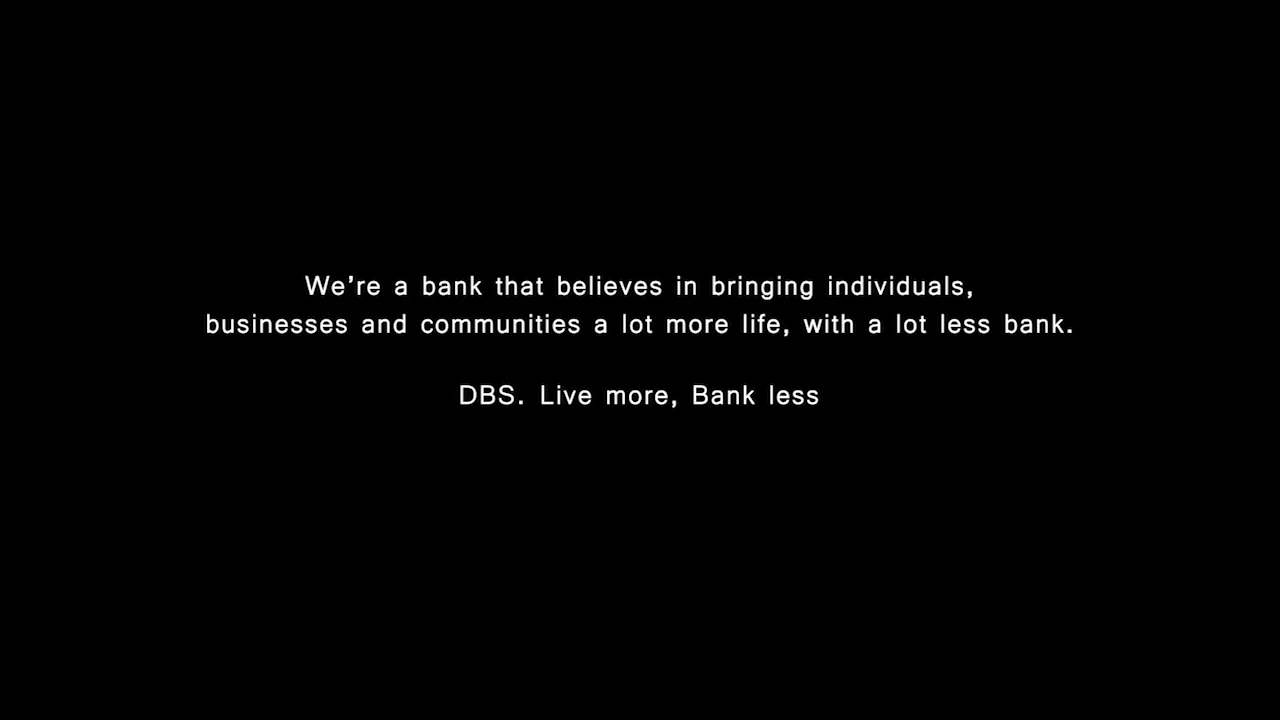 We’re a bank that believes in bringing individuals,
businesses and communities a lot more life, with a lot less bank.
DBS. Live more, Bank less